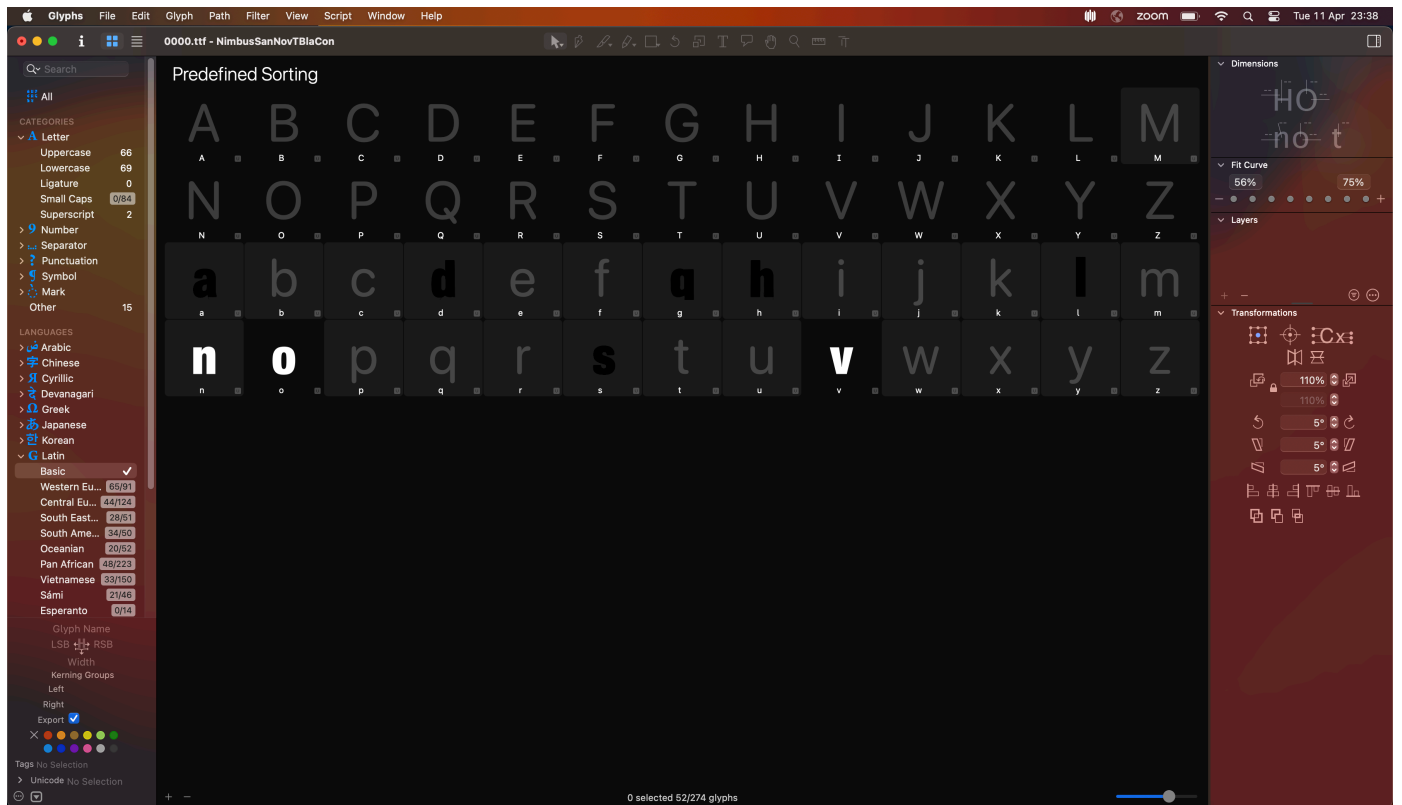 Glyphs File Edit Glyph Path Filter View Script Window Help zoom Tue 11 Apr 23:38
0000.ttf - NimbusSanNovTBlaCon
Search
All
CATEGORIES
Letter
Uppercase 66
Lowercase 69
Ligature 0
Small Caps 0/84
Superscript 2
Number
Separator
Punctuation
Symbol
Mark
Other 15
LANGUAGES
Arabic
Chinese
Cyrillic
Devanagari
Greek
Japanese
Korean
Latin
Basic
Western Eu... 65/91
Central Eu... 44/124
South East... 28/51
South Ame... 34/50
Oceanian 20/52
Pan African 48/223
Vietnamese 33/150
Sámi 21/46
Esperanto 0/14
Glyph Name
LSB H RSB
Width
Kerning Groups
Left
Right
Export
Tags No Selection
Unicode No Selection
Predefined Sorting
A B C D E F G H I J K L M
A B C D E F G H I J K L M
N O P Q R S T U V W X Y Z
N O P Q R S T U V W X Y Z
a b c d e f g h i j k l m
a b c d e f g h i j k l m
n o p q r s t u v w x y z
n o p q r s t u v w x y z
0 selected 52/274 glyphs
Dimensions
HO
no t
Fit Curve
56% 75%
Layers
Transformations
110%
110%
5°
5°
5°